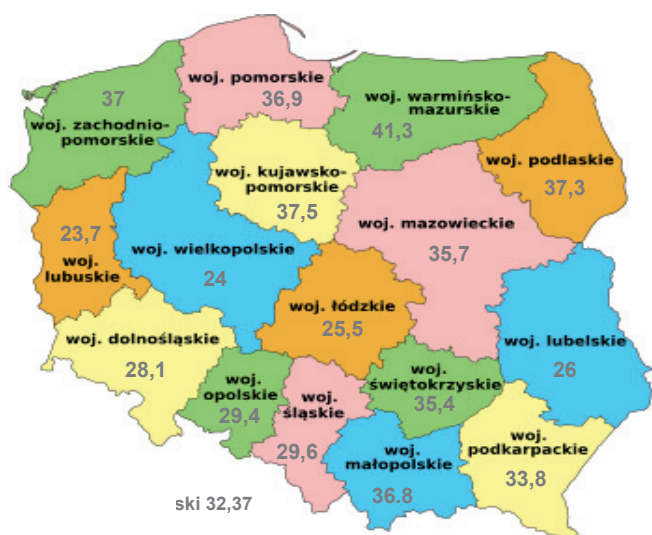 woj. pomorskie
36,9
37
woj. zachodnio-
pomorskie
woj. warmińsko-
mazurskie
41,3
woj. podlaskie
37,3
woj. kujawsko-
pomorskie
37,5
woj. mazowieckie
35,7
23,7
woj.
lubuskie
woj. wielkopolskie
24
woj. łódzkie
25,5
woj. dolnośląskie
28,1
woj. lubelskie
26
woj.
opolskie
29,4
woj.
śląskie
29,6
woj.
świętokrzyskie
35,4
woj.
małopolskie
36.8
woj.
podkarpackie
33,8
ski 32,37